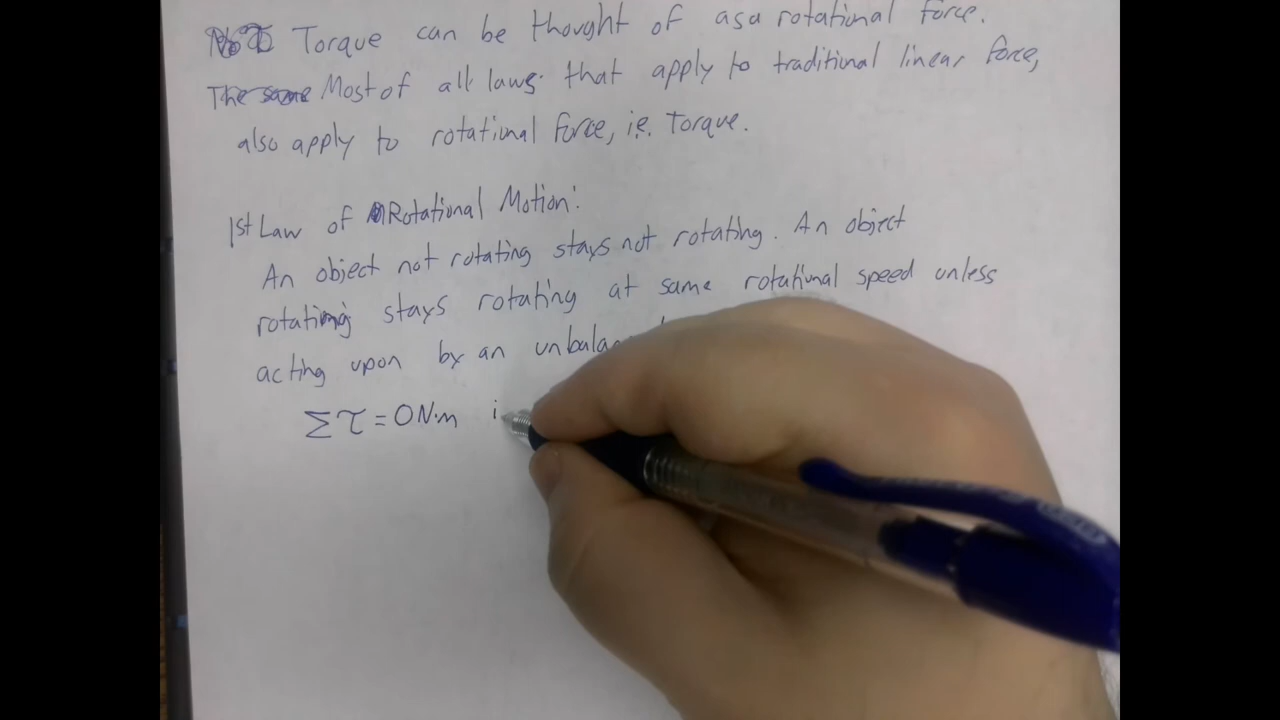 Torque can be thought of as a rotational force.
The same Most of all laws that apply to traditional linear force,
also apply to rotational force, i.e. Torque.
1st Law of Rotational Motion:
An object not rotating stays not rotating. An object
rotating stays rotating at same rotational speed unless
acting upon by an
Στ = 0 N·m i